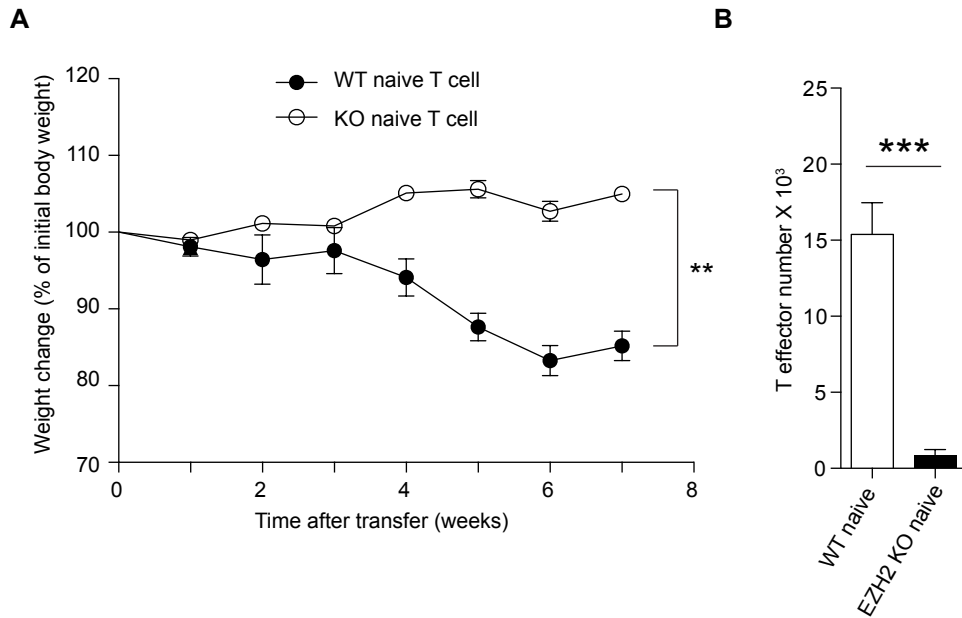 A
B
Weight change (% of initial body weight)
120
110
100
90
80
70
0
2
4
6
8
Time after transfer (weeks)
WT naive T cell
KO naive T cell
**
T effector number X 10³
25
20
15
10
5
0
***
WT naive
EZH2 KO naive